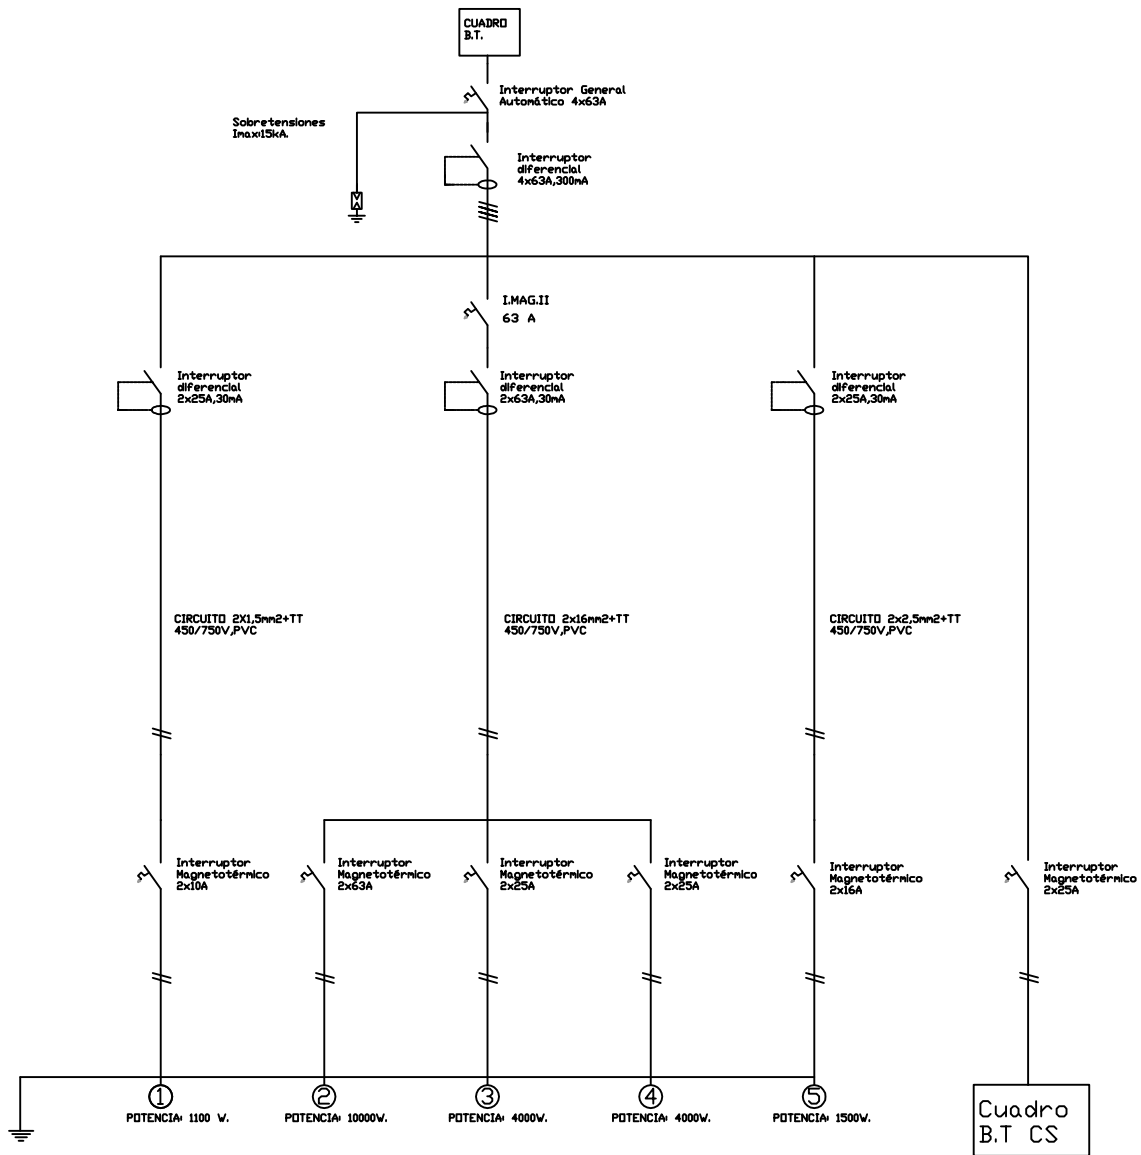 CUADRO
B.T.
Interruptor General
Automático 4x63A
Sobretensiones
Imax:15kA.
Interruptor
diferencial
4x63A,300mA
I.MAG.II
63 A
Interruptor
diferencial
2x25A,30mA
Interruptor
diferencial
2x63A,30mA
Interruptor
diferencial
2x25A,30mA
CIRCUITO 2X1,5mm2+TT
450/750V,PVC
CIRCUITO 2x16mm2+TT
450/750V,PVC
CIRCUITO 2x2,5mm2+TT
450/750V,PVC
Interruptor
Magnetotérmico
2x10A
Interruptor
Magnetotérmico
2x63A
Interruptor
Magnetotérmico
2x25A
Interruptor
Magnetotérmico
2x25A
Interruptor
Magnetotérmico
2x16A
Interruptor
Magnetotérmico
2x25A
1
POTENCIA: 1100 W.
2
POTENCIA: 10000W.
3
POTENCIA: 4000W.
4
POTENCIA: 4000W.
5
POTENCIA: 1500W.
Cuadro
B.T CS